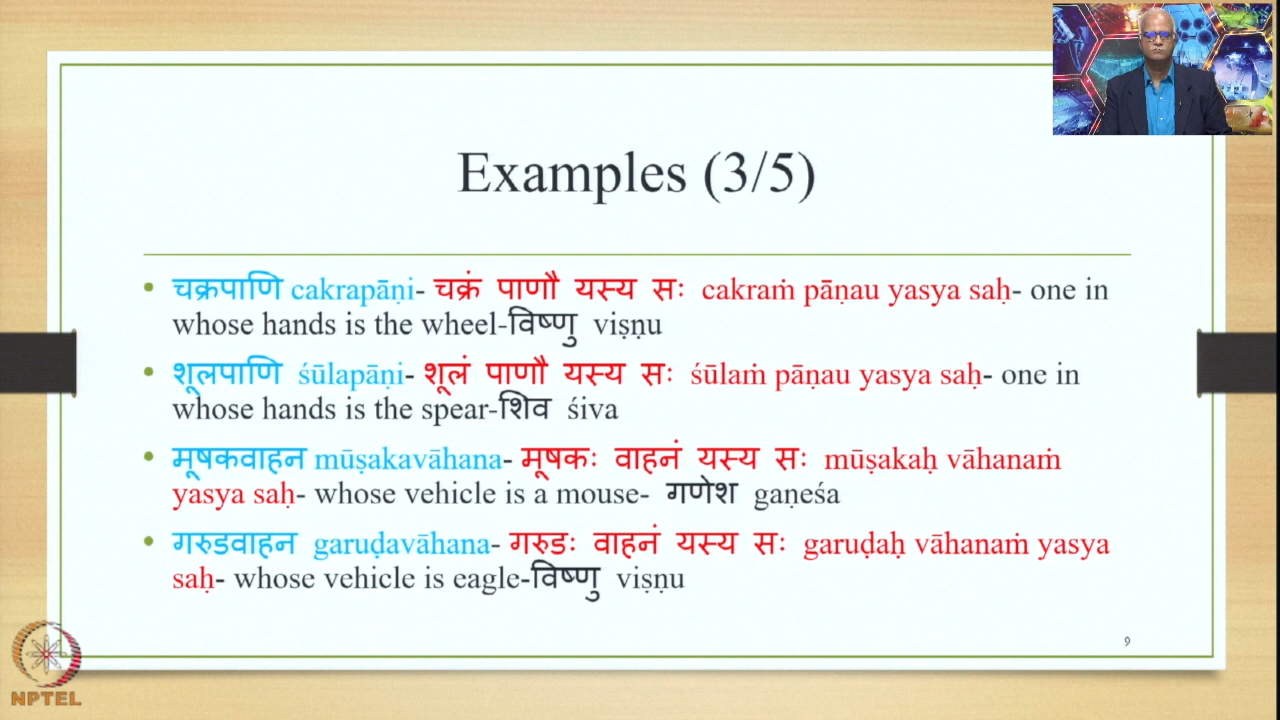 Examples (3/5)
• चक्रपाणि cakrapāṇi- चक्रं पाणौ यस्य सः cakraṁ pāṇau yasya saḥ- one in
whose hands is the wheel-विष्णु viṣṇu
• शूलपाणि śūlapāṇi- शूलं पाणौ यस्य सः śūlaṁ pāṇau yasya saḥ- one in
whose hands is the spear-शिव śiva
• मूषकवाहन mūṣakavāhana- मूषकः वाहनं यस्य सः mūṣakaḥ vāhanaṁ
yasya saḥ- whose vehicle is a mouse- गणेश gaṇeśa
• गरुडवाहन garuḍavāhana- गरुडः वाहनं यस्य सः garuḍaḥ vāhanaṁ yasya
saḥ- whose vehicle is eagle-विष्णु viṣṇu
9
NPTEL